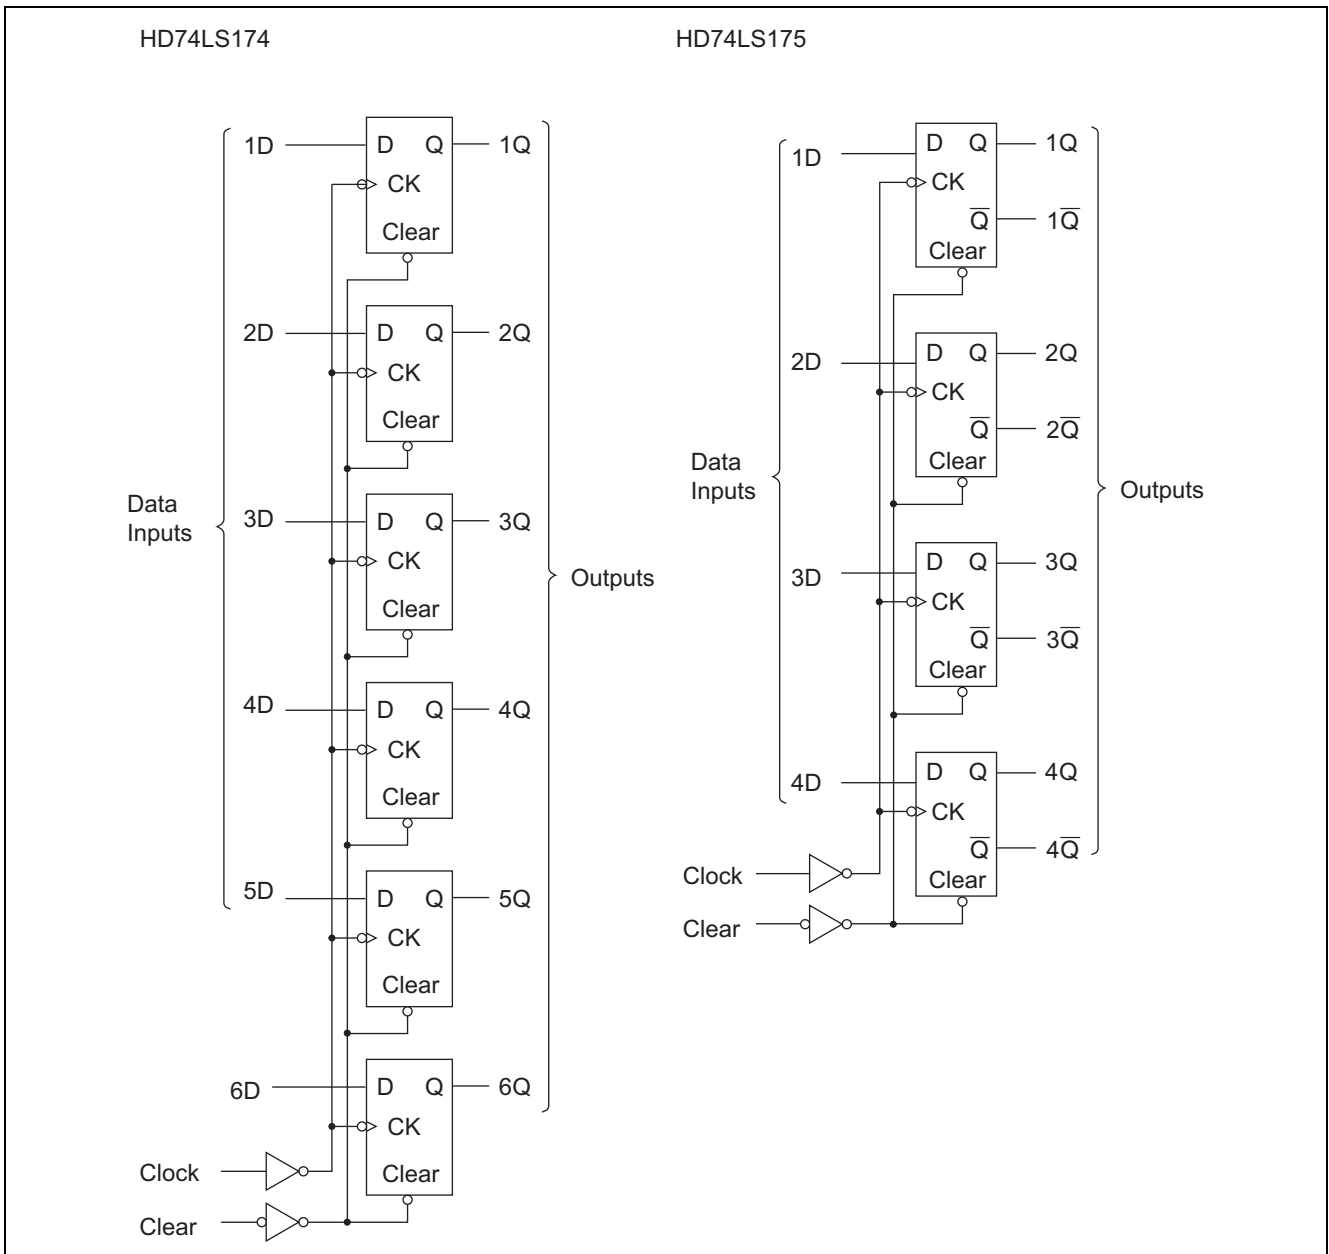 HD74LS174
1D
D Q
1Q
CK
Clear
2D
D Q
2Q
CK
Clear
Data
Inputs
3D
D Q
3Q
CK
Clear
Outputs
4D
D Q
4Q
CK
Clear
5D
D Q
5Q
CK
Clear
6D
D Q
6Q
CK
Clear
Clock
Clear
HD74LS175
1D
D Q
1Q
CK
Q̅
1Q̅
Clear
2D
D Q
2Q
CK
Q̅
2Q̅
Clear
Data
Inputs
Outputs
3D
D Q
3Q
CK
Q̅
3Q̅
Clear
4D
D Q
4Q
CK
Q̅
4Q̅
Clear
Clock
Clear